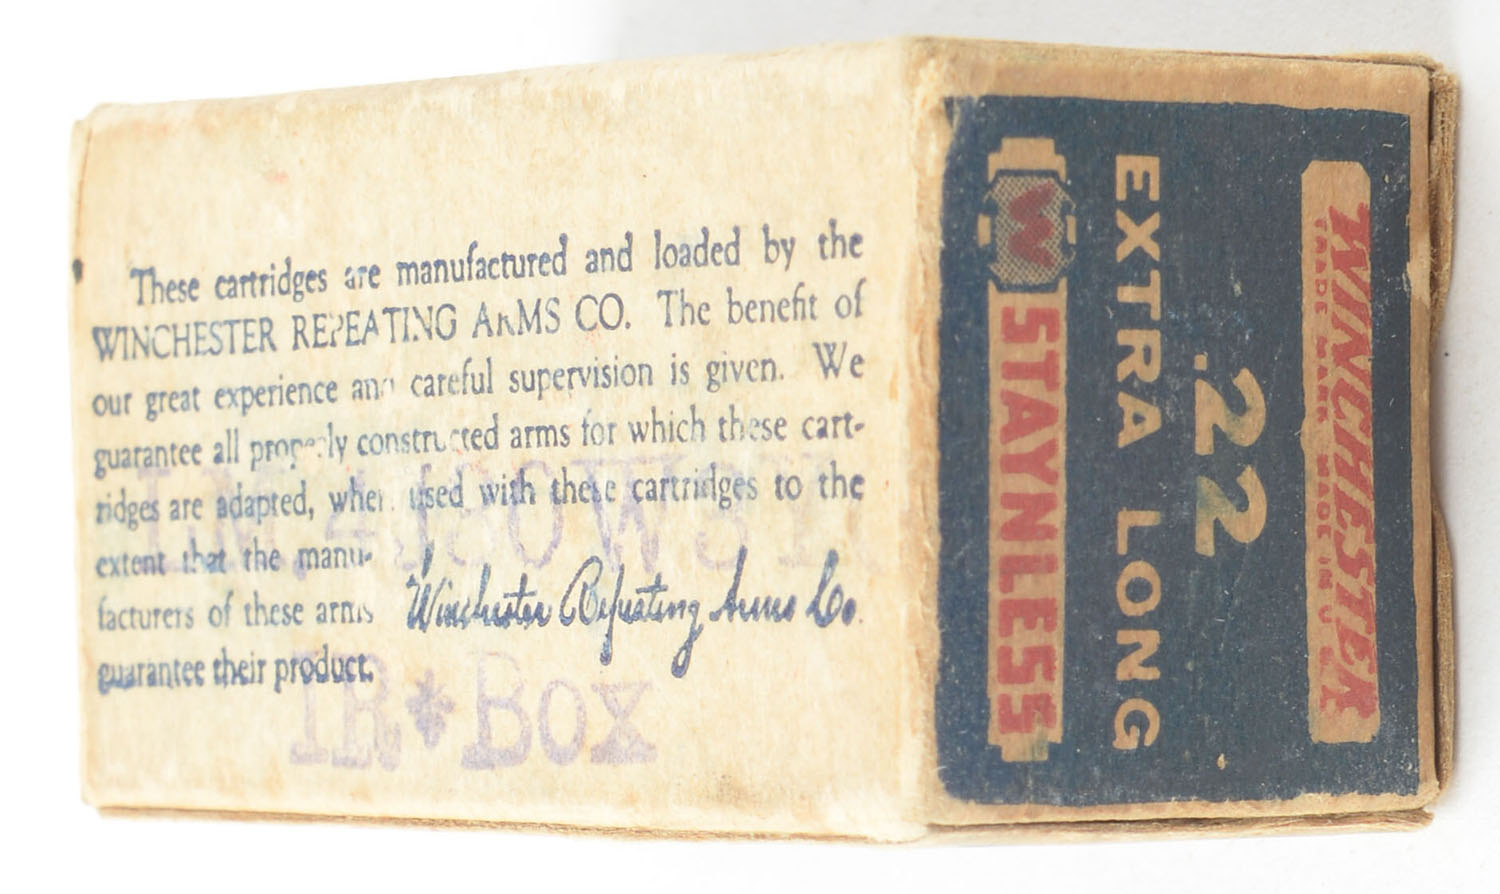 These cartridges are manufactured and loaded by the
WINCHESTER REPEATING ARMS CO. The benefit of
our great experience and careful supervision is given. We
guarantee all properly constructed arms for which these cart-
ridges are adapted, when used with these cartridges to the
extent that the manu-
facturers of these arms
guarantee their product.
Winchester Repeating Arms Co.
IR*Box
WINCHESTER
TRADE MARK MADE IN U.S.A.
.22
EXTRA LONG
W STAYNLESS